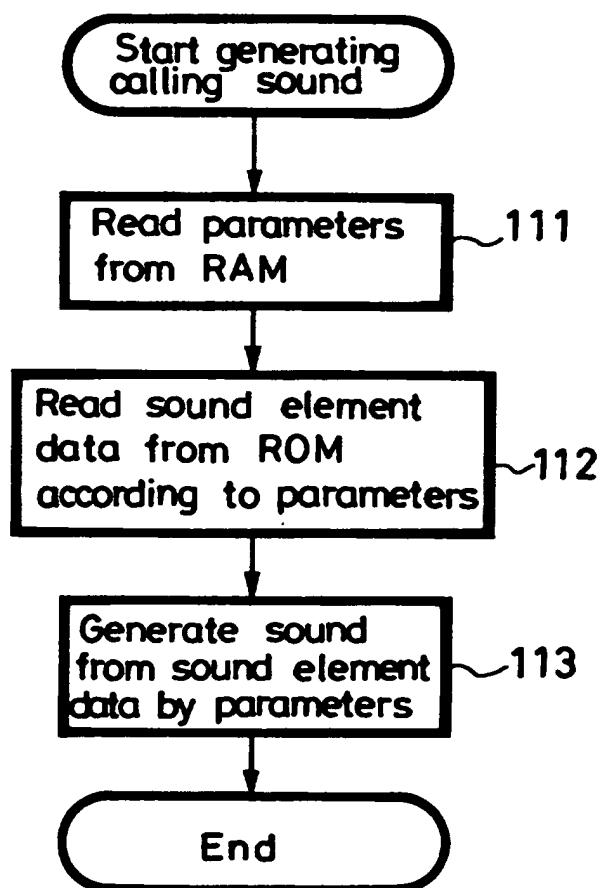 Start generating
calling sound
Read parameters
from RAM
111
Read sound element
data from ROM
according to parameters
112
Generate sound
from sound element
data by parameters
113
End